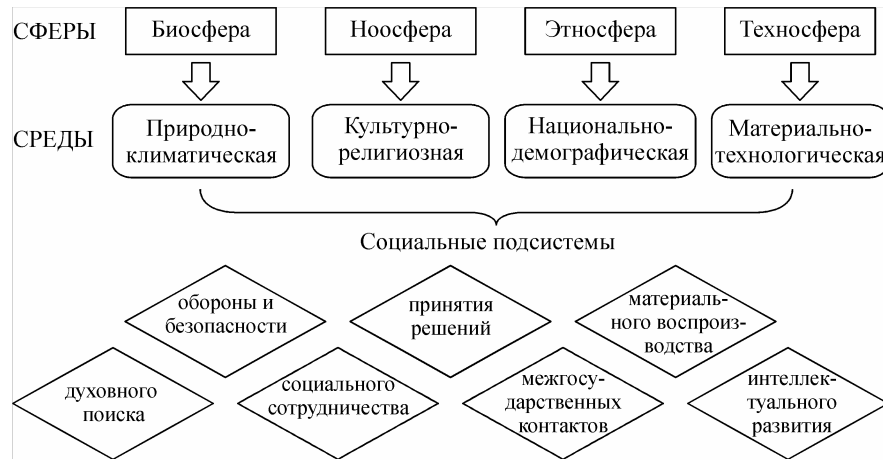 СФЕРЫ
Биосфера
Ноосфера
Этносфера
Техносфера
СРЕДЫ
Природно-
климатическая
Культурно-
религиозная
Национально-
демографическая
Материально-
технологическая
Социальные подсистемы
обороны и
безопасности
принятия
решений
материаль-
ного воспроиз-
водства
духовного
поиска
социального
сотрудничества
межгосу-
дарственных
контактов
интеллек-
туального
развития